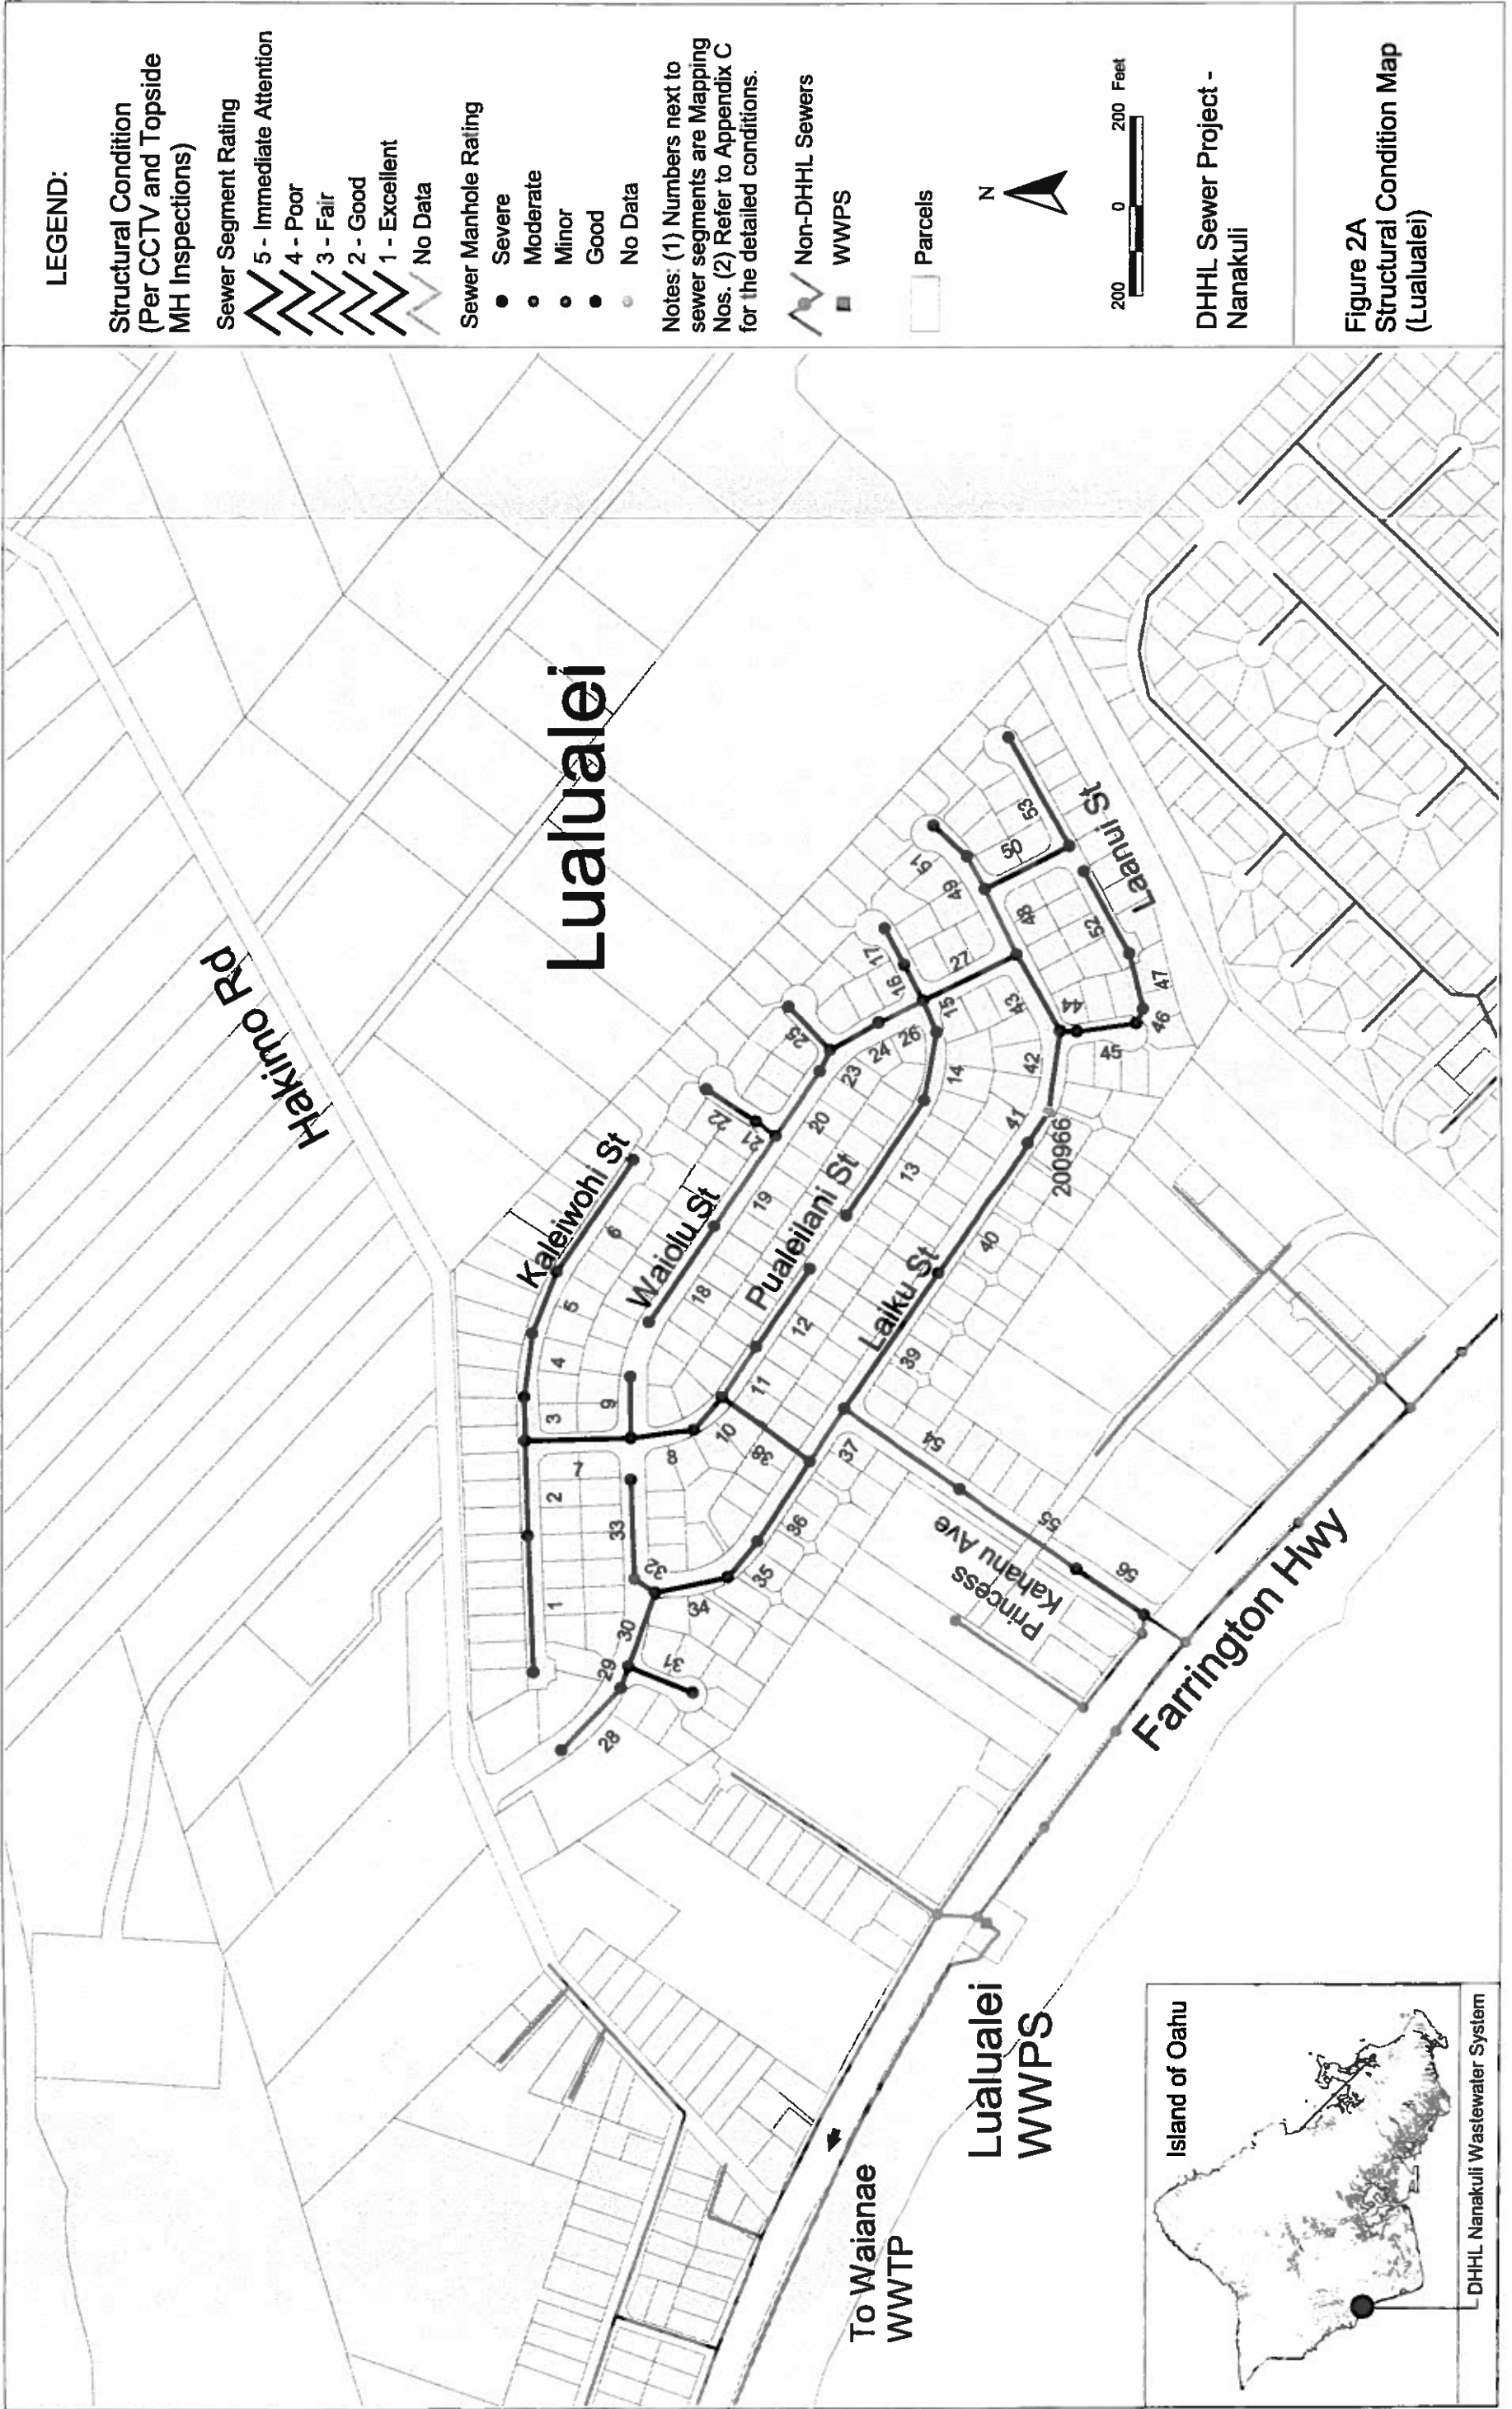 Hakimo Rd
Lualualei
Kaleiwohi St
Waiolu St
Pualeilani St
Laiku St
Laanui St
Princess
Kahanu Ave
Farrington Hwy
Lualualei
WWPS
To Waianae
WWTP
200966
1
2
3
4
5
6
7
8
9
10
11
12
13
14
15
16
17
18
19
20
21
22
23
24
25
26
27
28
29
30
31
32
33
34
35
36
37
38
39
40
41
42
43
44
45
46
47
48
49
50
51
52
53
54
55
56
Island of Oahu
DHHL Nanakuli Wastewater System
LEGEND:
Structural Condition
(Per CCTV and Topside
MH Inspections)
Sewer Segment Rating
5 - Immediate Attention
4 - Poor
3 - Fair
2 - Good
1 - Excellent
No Data
Sewer Manhole Rating
Severe
Moderate
Minor
Good
No Data
Notes: (1) Numbers next to
sewer segments are Mapping
Nos. (2) Refer to Appendix C
for the detailed conditions.
Non-DHHL Sewers
WWPS
Parcels
N
200 0 200 Feet
DHHL Sewer Project -
Nanakuli
Figure 2A
Structural Condition Map
(Lualualei)